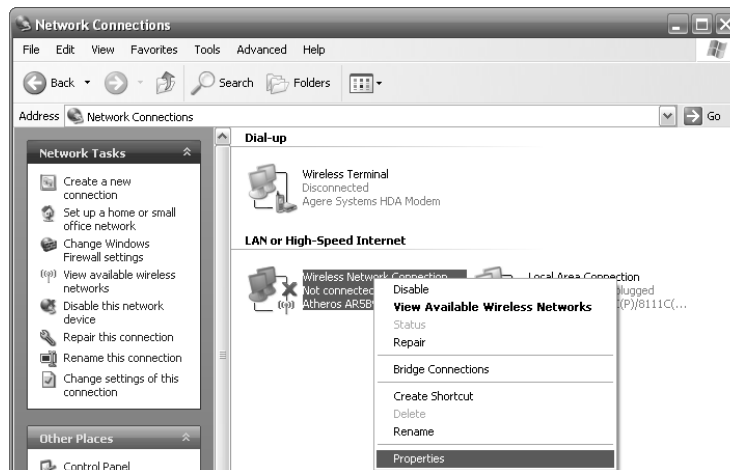 Network Connections
File Edit View Favorites Tools Advanced Help
Back Search Folders
Address Network Connections Go
Network Tasks
Create a new
connection
Set up a home or small
office network
Change Windows
Firewall settings
View available wireless
networks
Disable this network
device
Repair this connection
Rename this connection
Change settings of this
connection
Other Places
Control Panel
Dial-up
Wireless Terminal
Disconnected
Agere Systems HDA Modem
LAN or High-Speed Internet
Wireless Network Connection
Not connected
Atheros
Local Area Connection
(P)/8111C(...
Disable
View Available Wireless Networks
Status
Repair
Bridge Connections
Create Shortcut
Delete
Rename
Properties